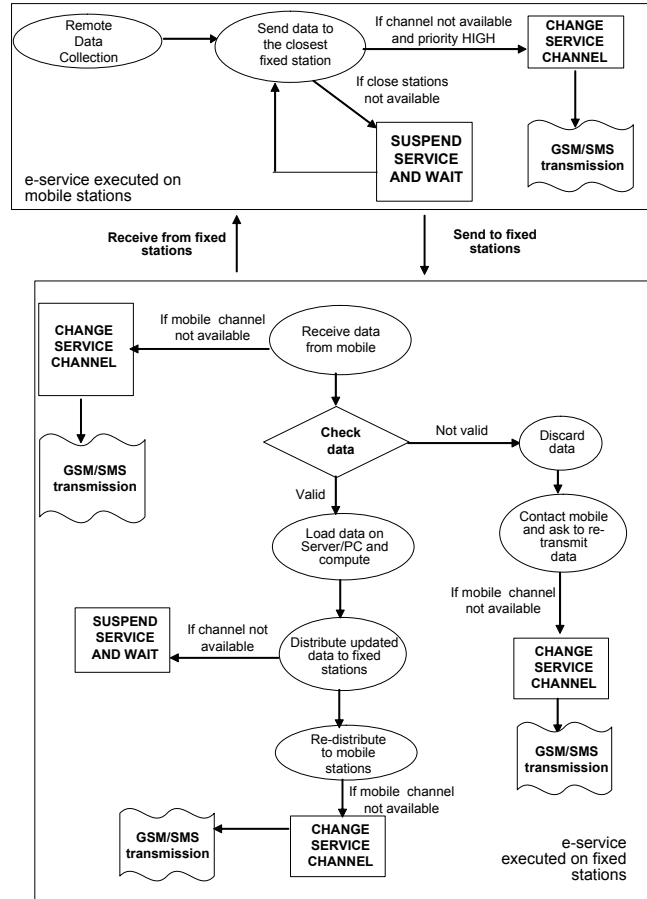 Remote
Data
Collection
Send data to
the closest
fixed station
If channel not available
and priority HIGH
CHANGE
SERVICE
CHANNEL
If close stations
not available
SUSPEND
SERVICE
AND WAIT
GSM/SMS
transmission
e-service executed on
mobile stations
Receive from fixed
stations
Send to fixed
stations
CHANGE
SERVICE
CHANNEL
If mobile channel
not available
Receive data
from mobile
GSM/SMS
transmission
Check
data
Not valid
Discard
data
Valid
Load data on
Server/PC and
compute
Contact mobile
and ask to re-
transmit
data
If mobile channel
not available
SUSPEND
SERVICE
AND WAIT
If channel not
available
Distribute updated
data to fixed
stations
CHANGE
SERVICE
CHANNEL
Re-distribute
to mobile
stations
GSM/SMS
transmission
If mobile channel
not available
GSM/SMS
transmission
CHANGE
SERVICE
CHANNEL
e-service
executed on fixed
stations